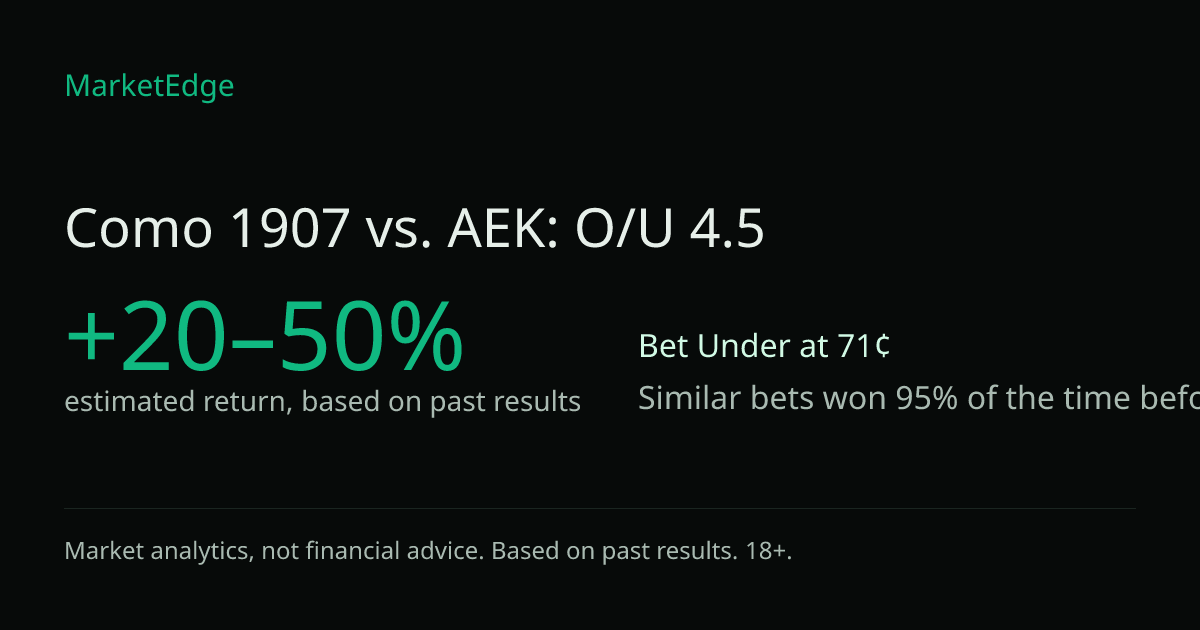 MarketEdge
Como 1907 vs. AEK: O/U 4.5
+20–50%
estimated return, based on past results
Bet Under at 71¢
Similar bets won 95% of the time
Market analytics, not financial advice. Based on past results. 18+.